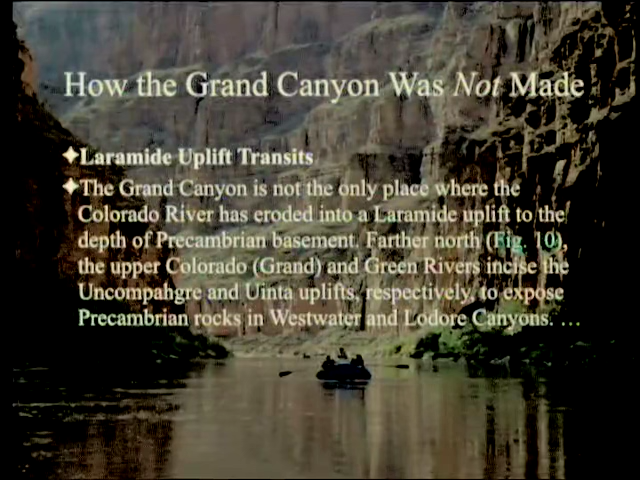 How the Grand Canyon Was Not Made
✦Laramide Uplift Transits
✦The Grand Canyon is not the only place where the
Colorado River has eroded into a Laramide uplift to the
depth of Precambrian basement. Farther north (Fig. 10),
the upper Colorado (Grand) and Green Rivers incise the
Uncompahgre and Uinta uplifts, respectively, to expose
Precambrian rocks in Westwater and Lodore Canyons. …